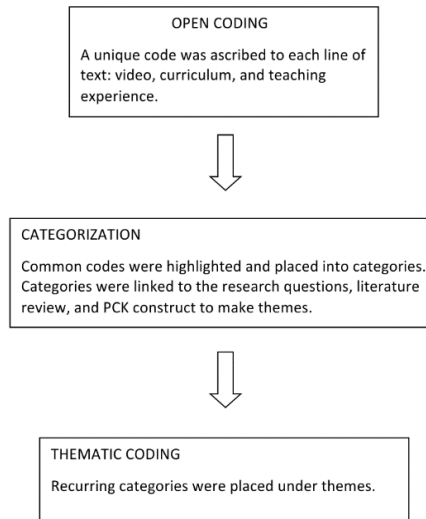 OPEN CODING
A unique code was ascribed to each line of
text: video, curriculum, and teaching
experience.
CATEGORIZATION
Common codes were highlighted and placed into categories.
Categories were linked to the research questions, literature
review, and PCK construct to make themes.
THEMATIC CODING
Recurring categories were placed under themes.